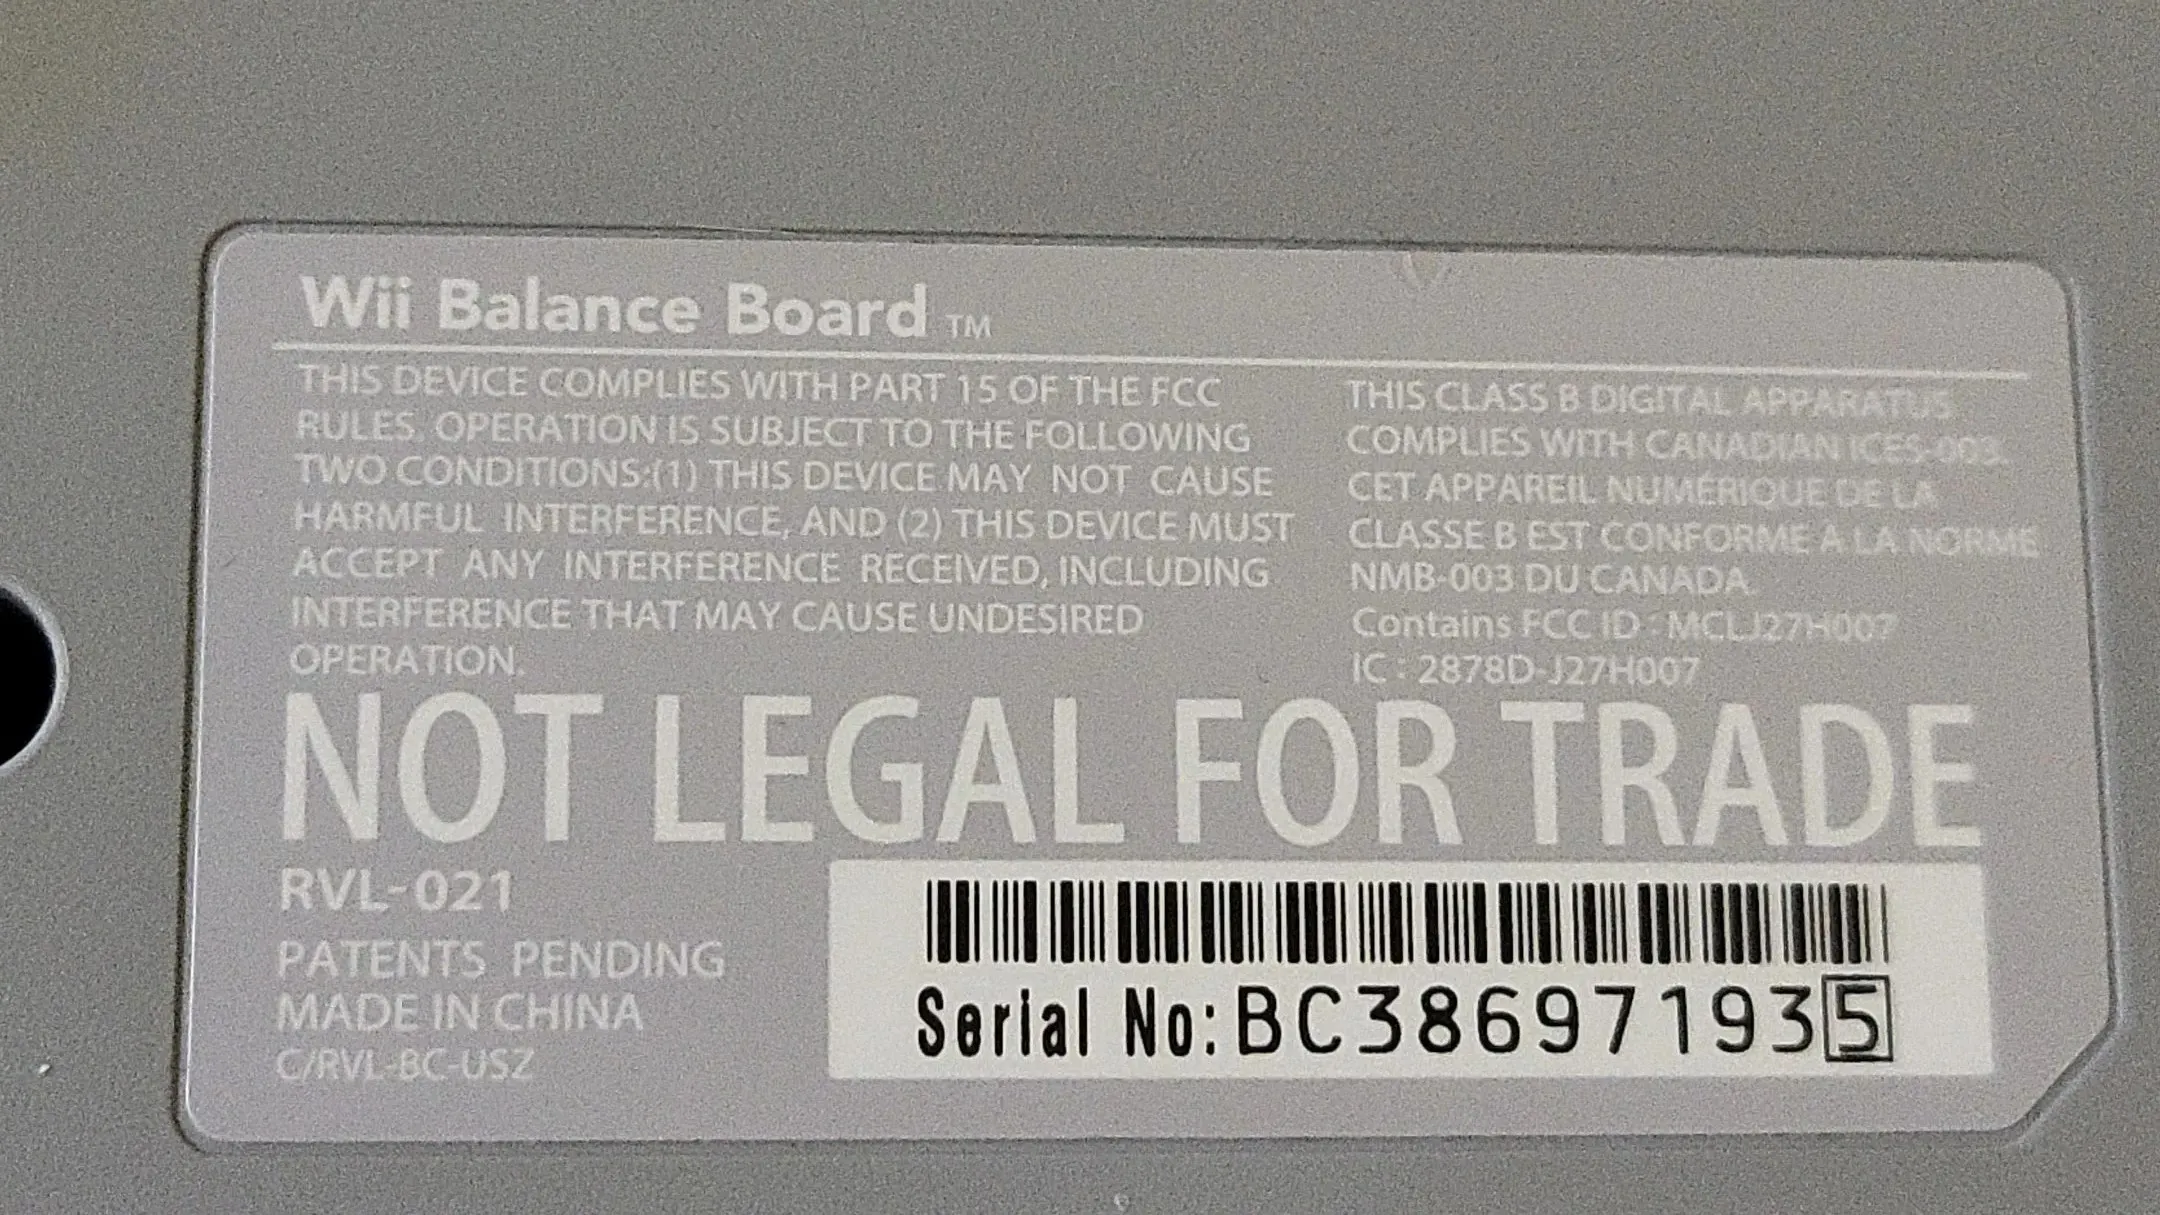 Wii Balance Board TM
THIS DEVICE COMPLIES WITH PART 15 OF THE FCC
RULES. OPERATION IS SUBJECT TO THE FOLLOWING
TWO CONDITIONS:(1) THIS DEVICE MAY NOT CAUSE
HARMFUL INTERFERENCE, AND (2) THIS DEVICE MUST
ACCEPT ANY INTERFERENCE RECEIVED, INCLUDING
INTERFERENCE THAT MAY CAUSE UNDESIRED
OPERATION.
THIS CLASS B DIGITAL APPARATUS
COMPLIES WITH CANADIAN ICES-003.
CET APPAREIL NUMÉRIQUE DE LA
CLASSE B EST CONFORME À LA NORME
NMB-003 DU CANADA.
Contains FCC ID : MCLJ27H007
IC : 2878D-J27H007
NOT LEGAL FOR TRADE
RVL-021
PATENTS PENDING
MADE IN CHINA
C/RVL-BC-USZ
Serial No: BC386971935